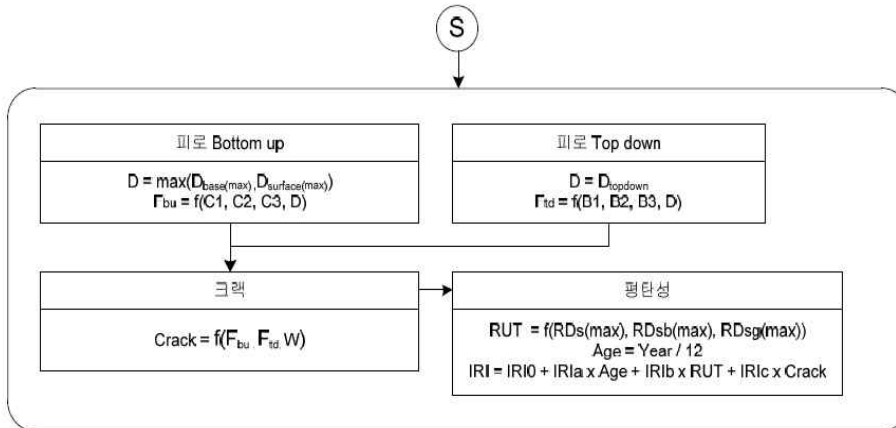 S
피로 Bottom up
D = max(Dbase(max),Dsurface(max))
Fbu = f(C1, C2, C3, D)
피로 Top down
D = Dtopdown
Ftd = f(B1, B2, B3, D)
크랙
Crack = f(Fbu, Ftd, W)
평탄성
RUT = f(RDs(max), RDsb(max), RDsg(max))
Age = Year / 12
IRI = IRI0 + IRIa x Age + IRIb x RUT + IRIc x Crack